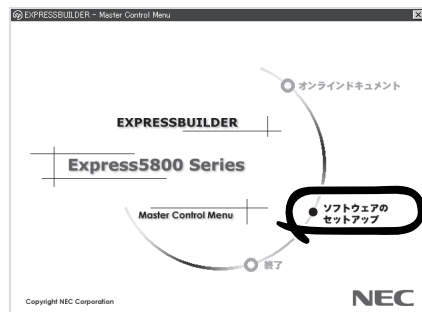 EXPRESSBUILDER - Master Control Menu
オンラインドキュメント
EXPRESSBUILDER
Express5800 Series
Master Control Menu
ソフトウェアの
セットアップ
終了
Copyright NEC Corporation
NEC